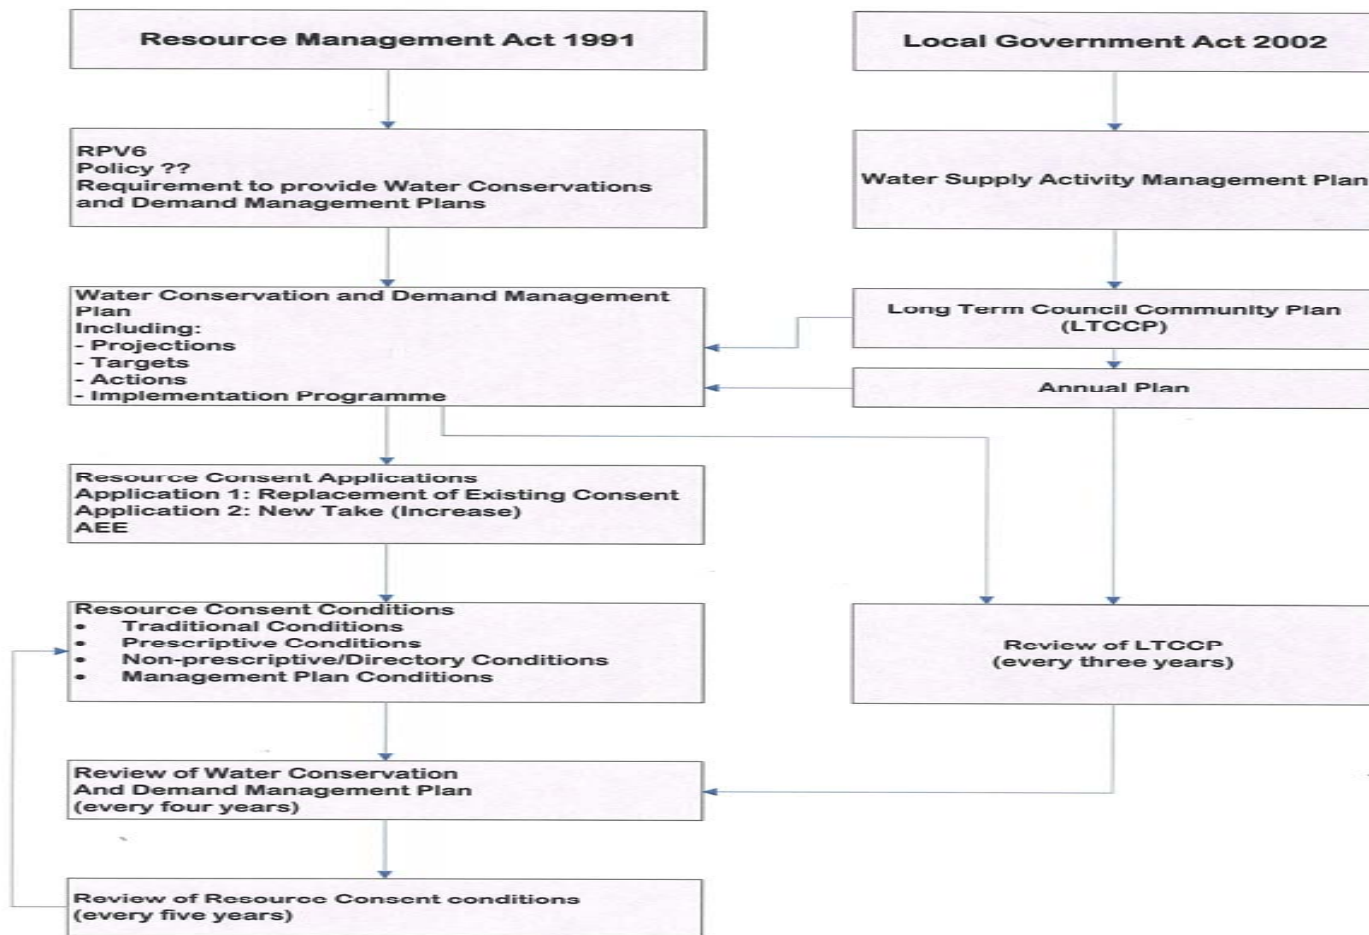 Resource Management Act 1991
RPV6
Policy ??
Requirement to provide Water Conservations
and Demand Management Plans
Water Conservation and Demand Management
Plan
Including:
- Projections
- Targets
- Actions
- Implementation Programme
Resource Consent Applications
Application 1: Replacement of Existing Consent
Application 2: New Take (Increase)
AEE
Resource Consent Conditions
• Traditional Conditions
• Prescriptive Conditions
• Non-prescriptive/Directory Conditions
• Management Plan Conditions
Review of Water Conservation
And Demand Management Plan
(every four years)
Review of Resource Consent conditions
(every five years)
Local Government Act 2002
Water Supply Activity Management Plan
Long Term Council Community Plan
(LTCCP)
Annual Plan
Review of LTCCP
(every three years)